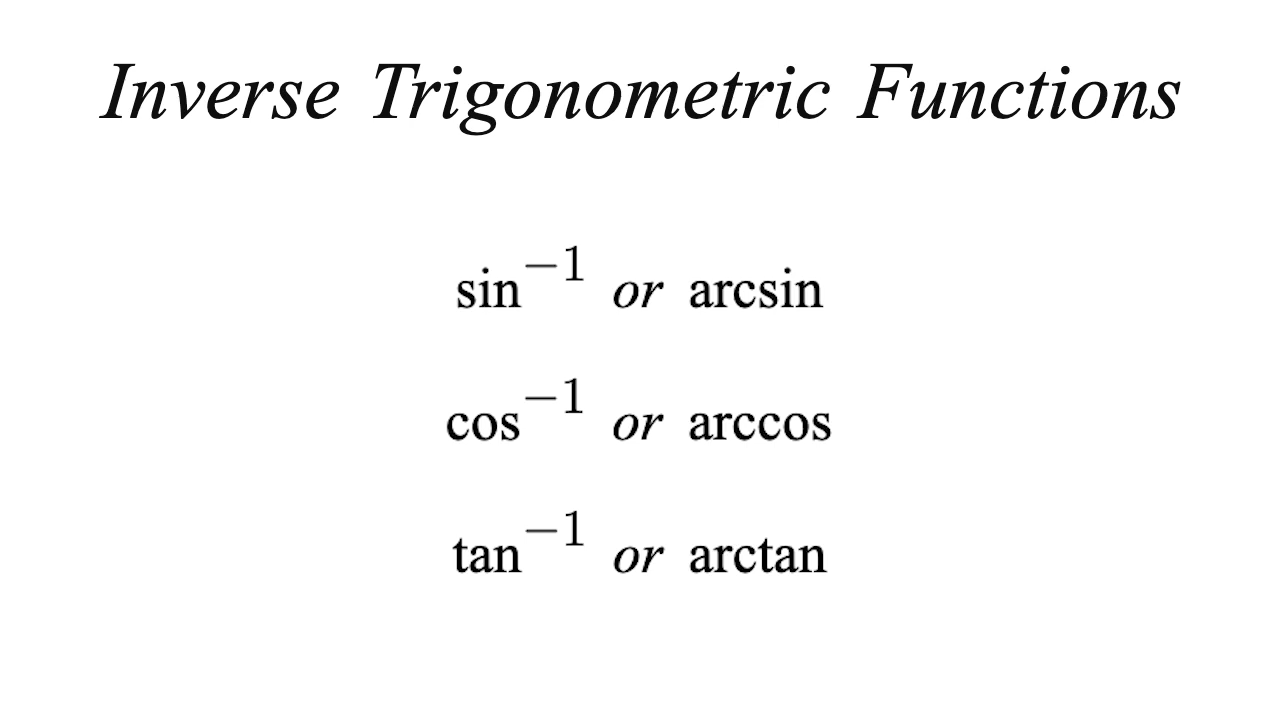 Inverse Trigonometric Functions
sin⁻¹ or arcsin
cos⁻¹ or arccos
tan⁻¹ or arctan